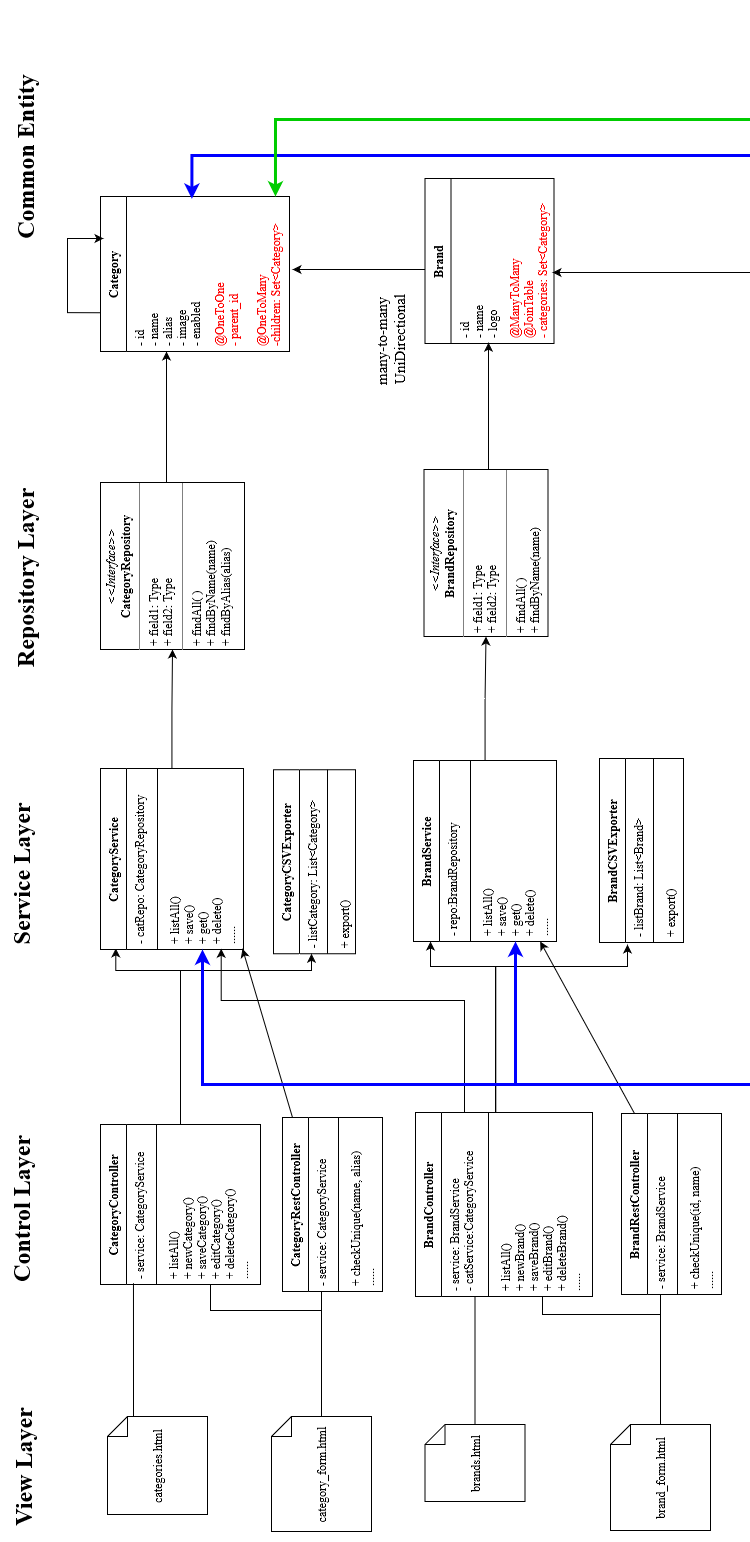 View Layer
Control Layer
Service Layer
Repository Layer
Common Entity
categories.html
category_form.html
brands.html
brand_form.html
CategoryController
- service: CategoryService
+ listAll()
+ newCategory()
+ saveCategory()
+ editCategory()
+ deleteCategory()
......
CategoryRestController
- service: CategoryService
+ checkUnique(name, alias)
......
BrandController
- service: BrandService
- catService:CategoryService
+ listAll()
+ newBrand()
+ saveBrand()
+ editBrand()
+ deleteBrand()
......
BrandRestController
- service: BrandService
+ checkUnique(id, name)
......
CategoryService
- catRepo: CategoryRepository
+ listAll()
+ save()
+ get()
+ delete()
......
CategoryCSVExporter
- listCategory: List<Category>
+ export()
BrandService
- repo:BrandRepository
+ listAll()
+ save()
+ get()
+ delete()
......
BrandCSVExporter
- listBrand: List<Brand>
+ export()
<<Interface>>
CategoryRepository
+ field1: Type
+ field2: Type
+ findAll( )
+ findByName(name)
+ findByAlias(alias)
<<Interface>>
BrandRepository
+ field1: Type
+ field2: Type
+ findAll( )
+ findByName(name)
Category
- id
- name
- alias
- image
- enabled
@OneToOne
- parent_id
@OneToMany
-children: Set<Category>
many-to-many
UniDirectional
Brand
- id
- name
- logo
@ManyToMany
@JoinTable
- categories: Set<Category>